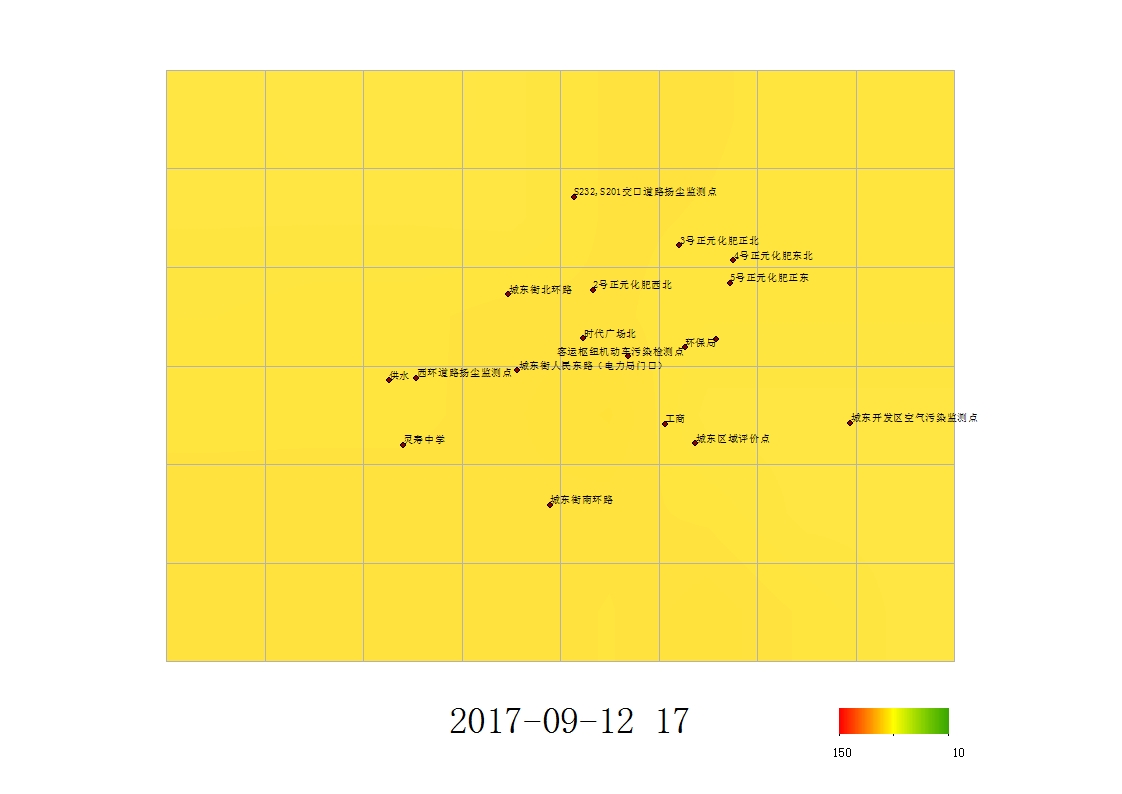 S232,S201交口道路扬尘监测点
3号正元化肥正北
4号正元化肥东北
5号正元化肥正东
2号正元化肥西北
城东街北环路
时代广场北
环保局
客运枢纽机动车污染检测点
城东街人民东路（电力局门口）
西环道路扬尘监测点
供水
城东开发区空气污染监测点
工商
城东区域评价点
灵寿中学
城东街南环路
2017-09-12 17
150
10